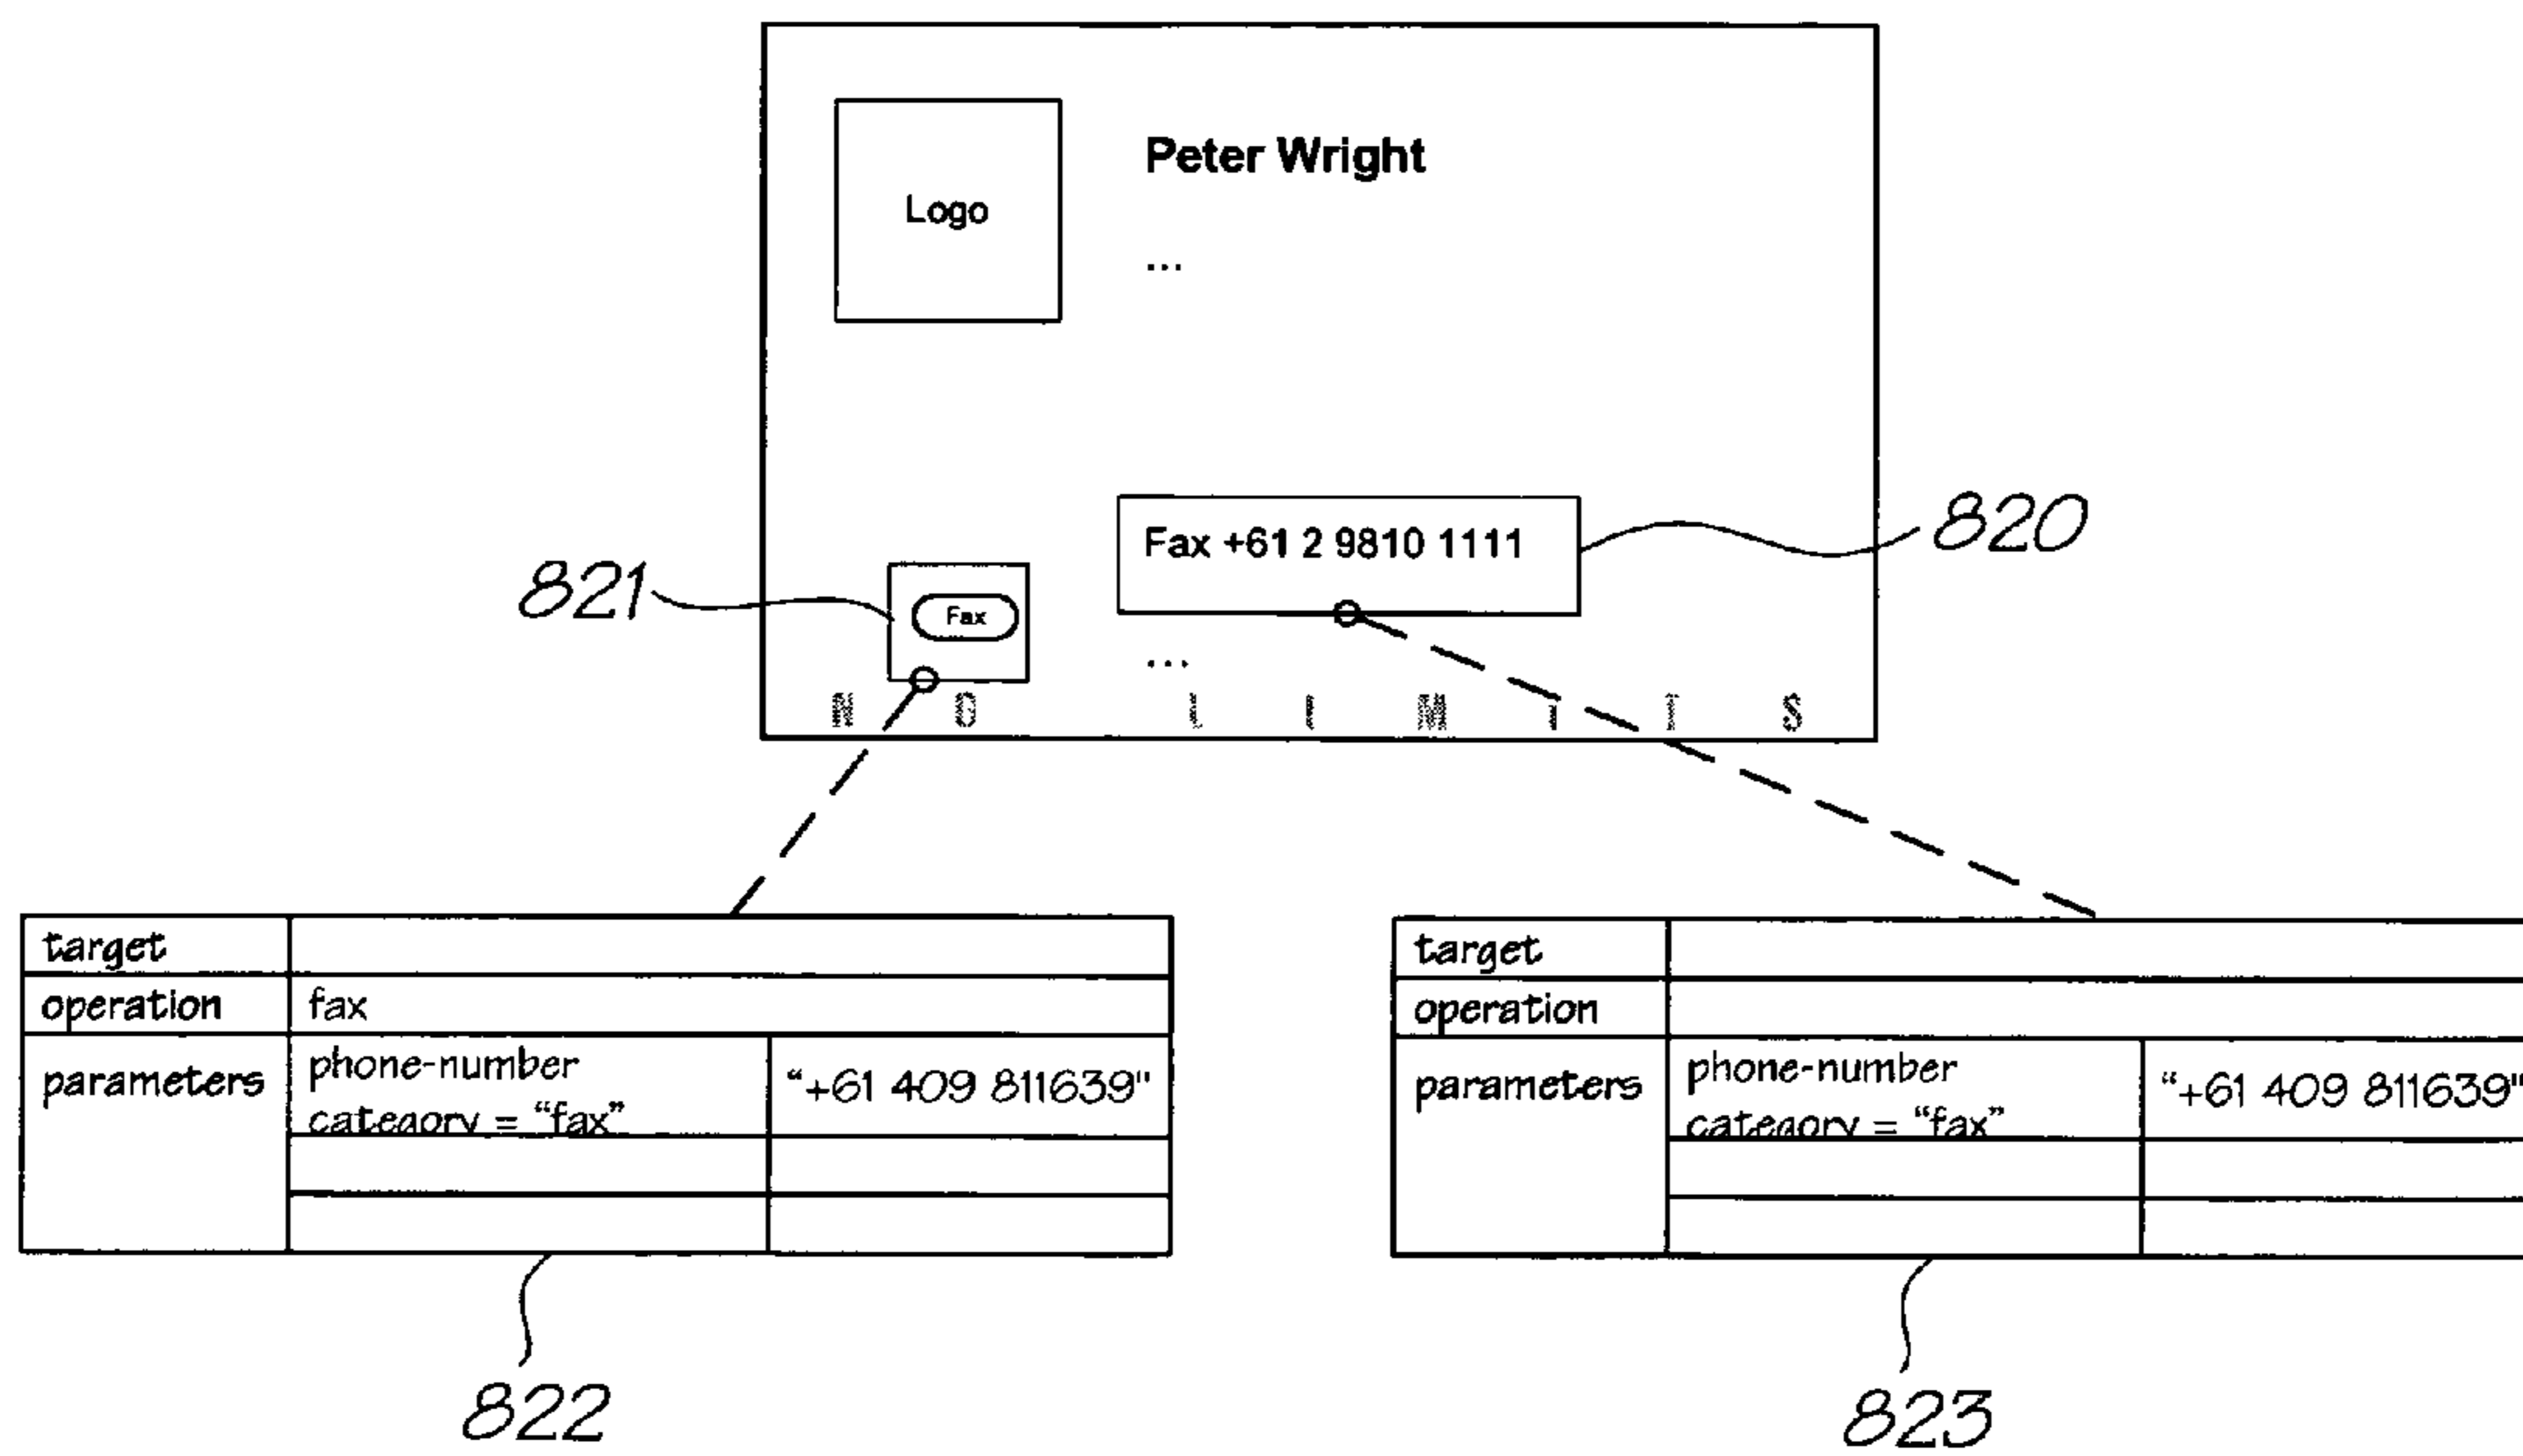 Peter Wright
Logo
...
Fax +61 2 9810 1111
820
821
Fax
...
N O L I M I T S
target
operation fax
parameters phone-number category = "fax" "+61 409 811639"
822
target
operation
parameters phone-number category = "fax" "+61 409 811639"
823